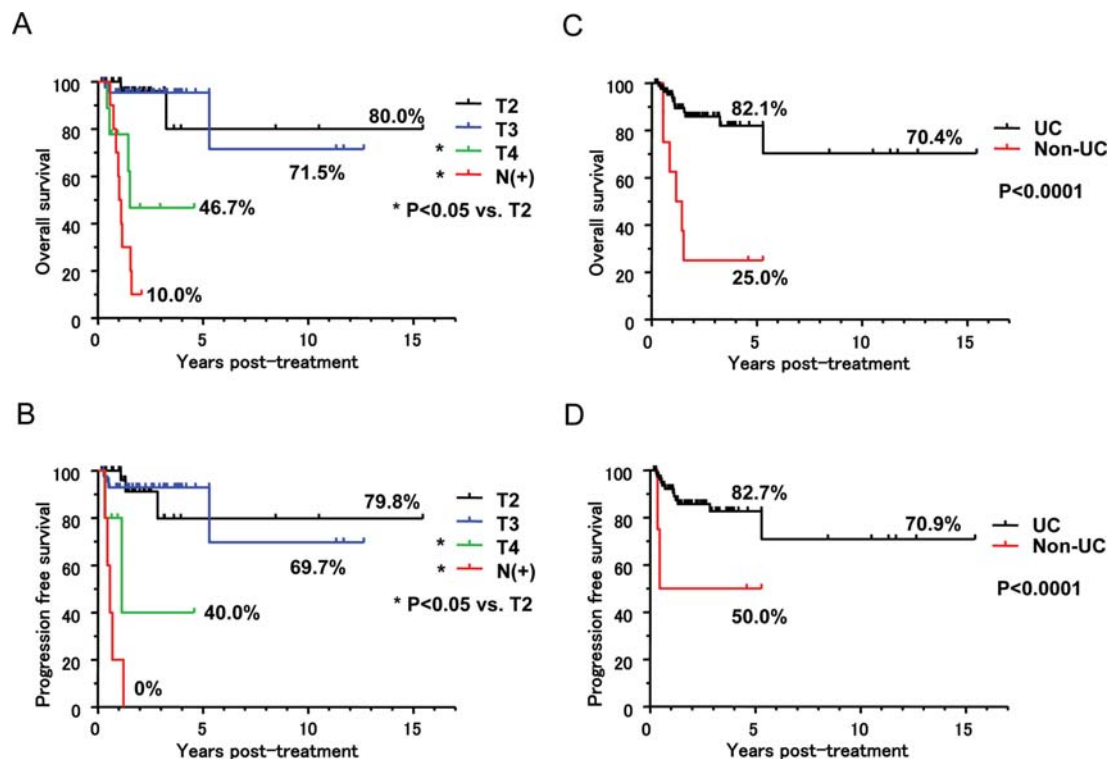 A
Overall survival
100
80
60
40
20
0
80.0%
71.5%
46.7%
10.0%
T2
T3
* T4
* N(+)
* P<0.05 vs. T2
0 5 10 15
Years post-treatment
C
Overall survival
100
80
60
40
20
0
82.1%
70.4%
25.0%
UC
Non-UC
P<0.0001
0 5 10 15
Years post-treatment
B
Progression free survival
100
80
60
40
20
0
79.8%
69.7%
40.0%
0%
T2
T3
* T4
* N(+)
* P<0.05 vs. T2
0 5 10 15
Years post-treatment
D
Progression free survival
100
80
60
40
20
0
82.7%
70.9%
50.0%
UC
Non-UC
P<0.0001
0 5 10 15
Years post-treatment